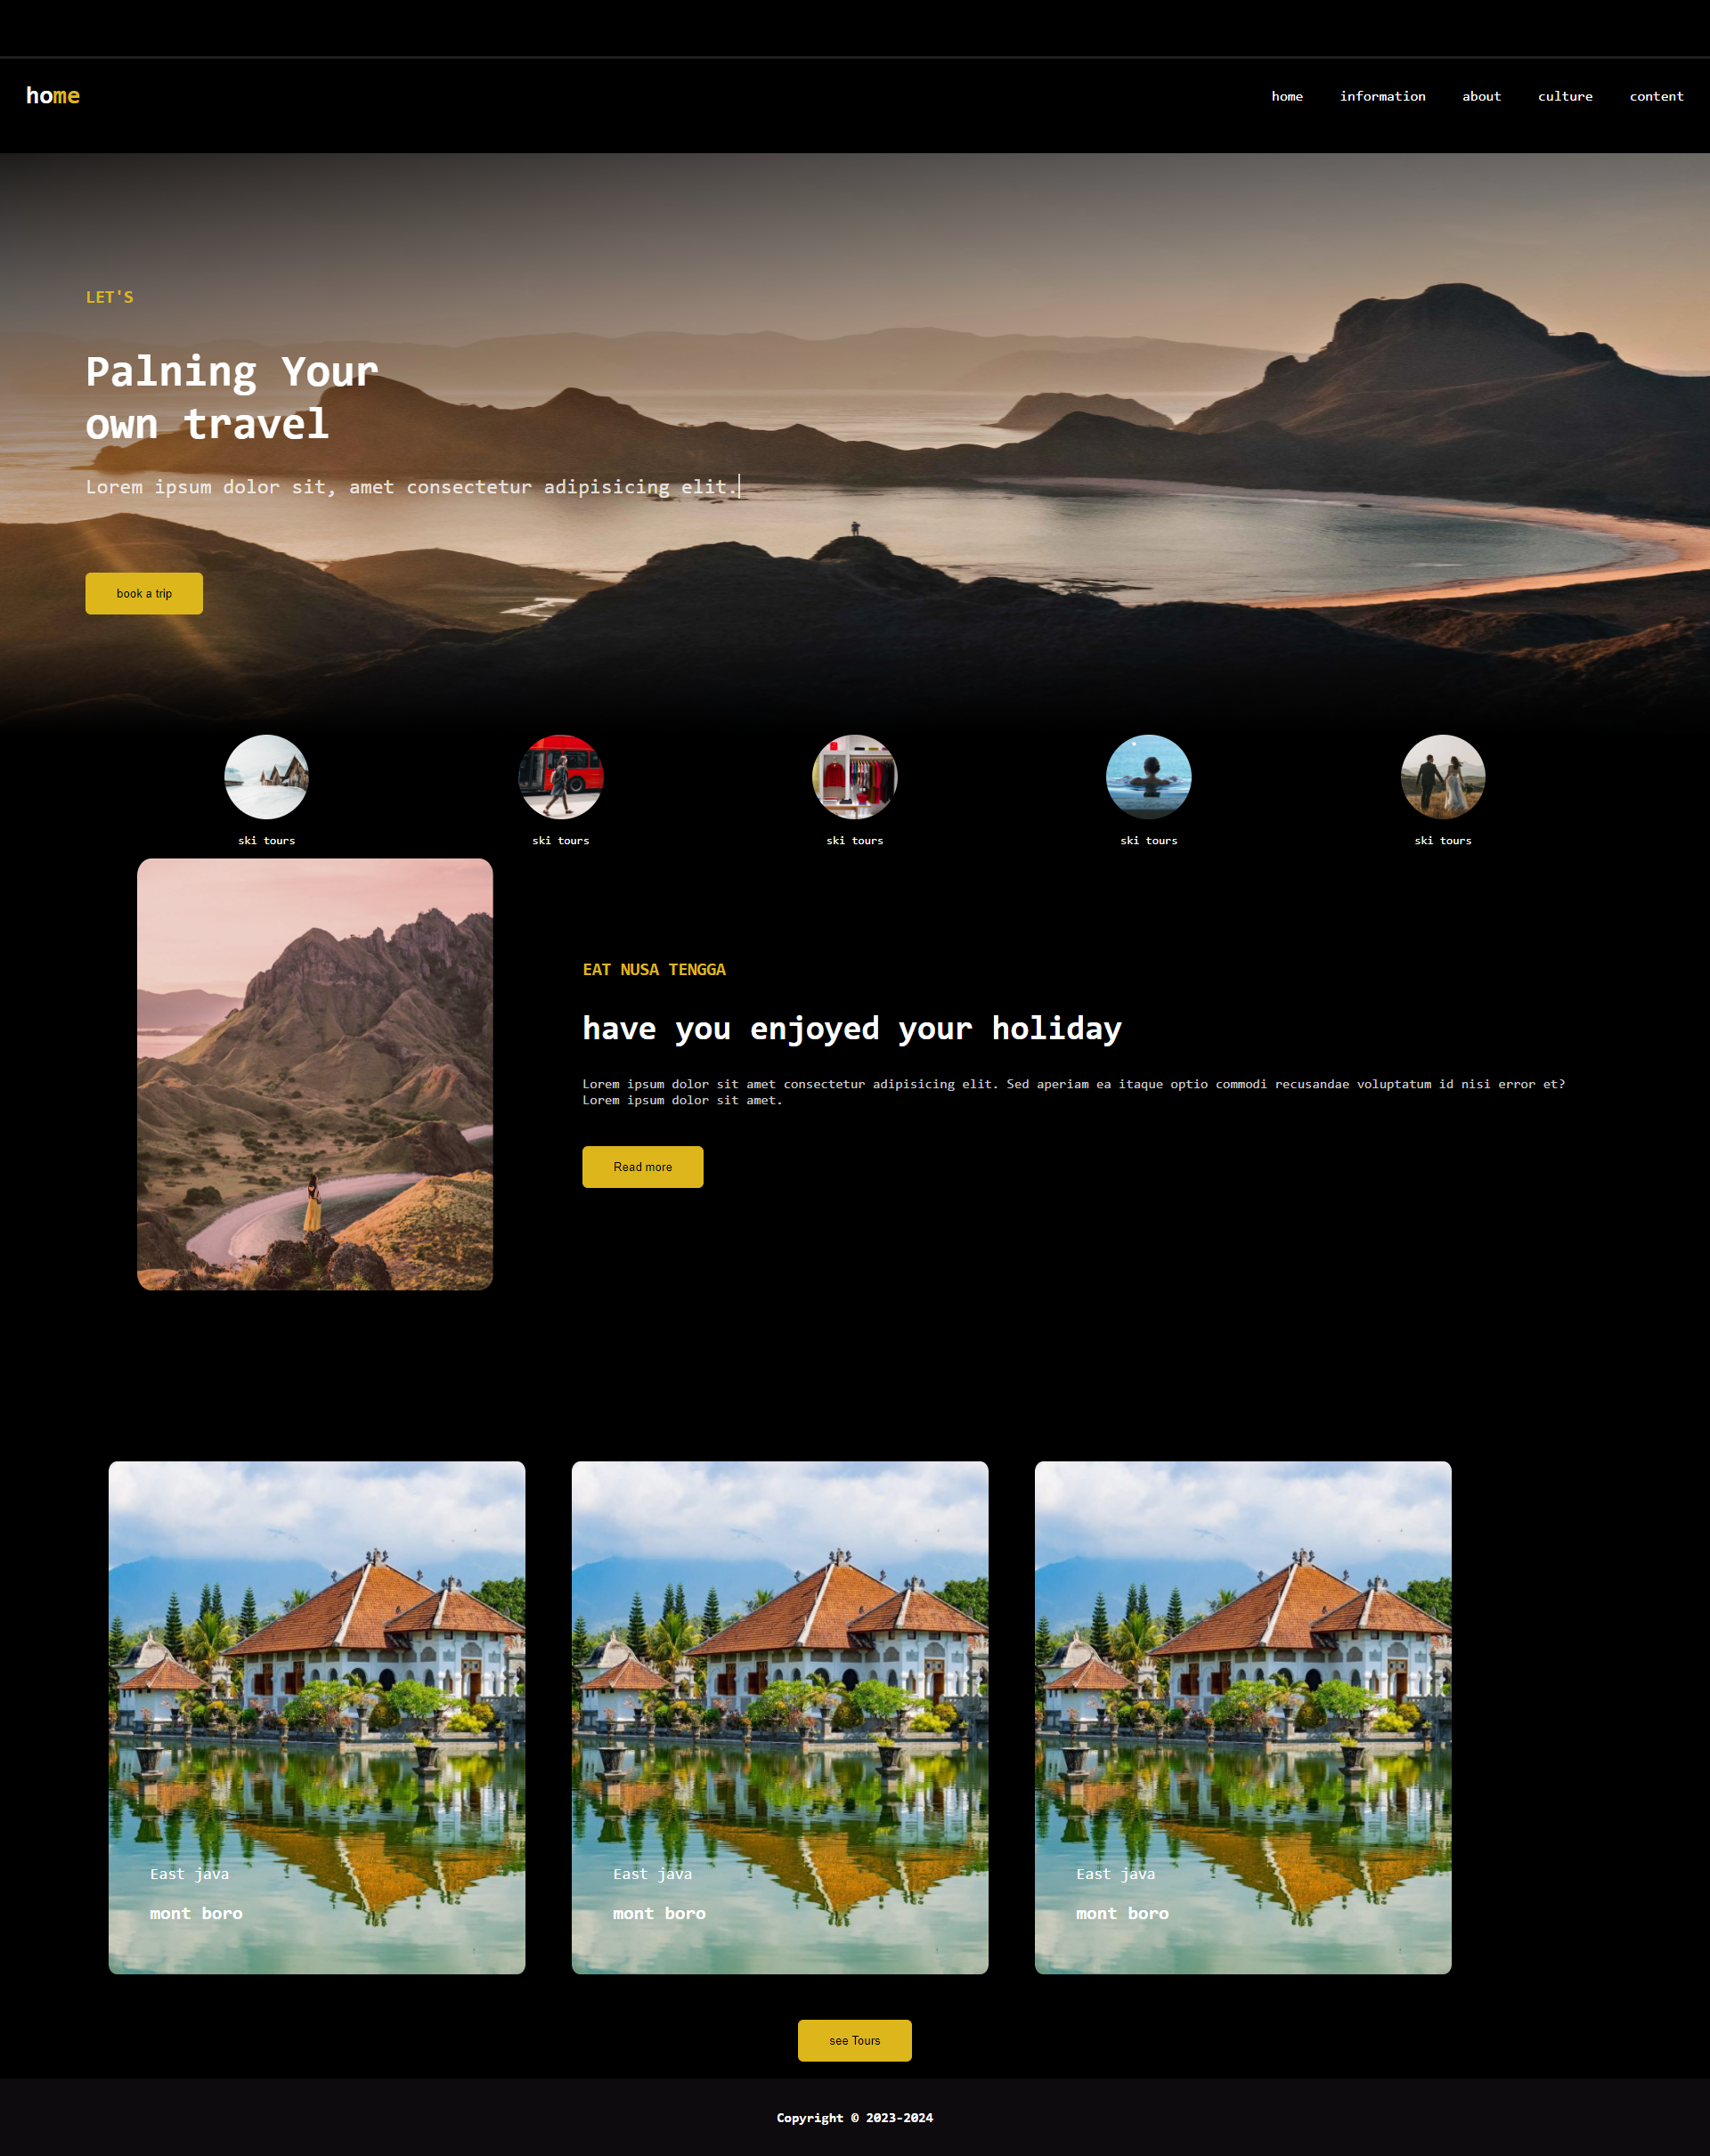 home
home information about culture content
LET'S
Palning Your
own travel
Lorem ipsum dolor sit, amet consectetur adipisicing elit.
book a trip
ski tours
ski tours
ski tours
ski tours
ski tours
EAT NUSA TENGGA
have you enjoyed your holiday
Lorem ipsum dolor sit amet consectetur adipisicing elit. Sed aperiam ea itaque optio commodi recusandae voluptatum id nisi error et?
Lorem ipsum dolor sit amet.
Read more
East java
mont boro
East java
mont boro
East java
mont boro
see Tours
Copyright © 2023-2024